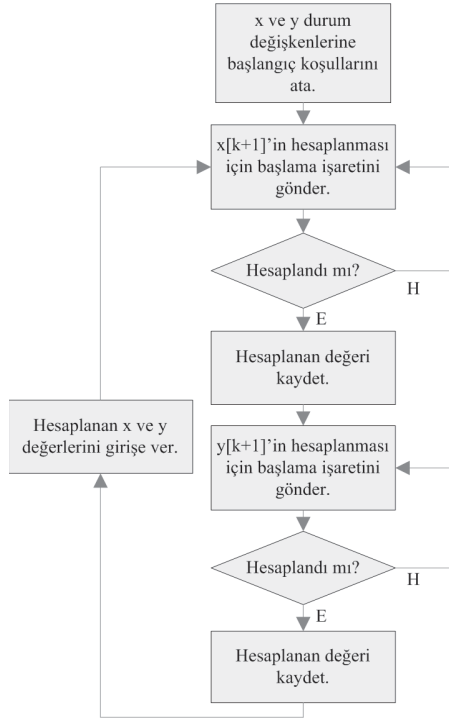 x ve y durum
değişkenlerine
başlangıç koşullarını
ata.
x[k+1]’in hesaplanması
için başlama işaretini
gönder.
Hesaplandı mı?
H
E
Hesaplanan değeri
kaydet.
Hesaplanan x ve y
değerlerini girişe ver.
y[k+1]’in hesaplanması
için başlama işaretini
gönder.
Hesaplandı mı?
H
E
Hesaplanan değeri
kaydet.